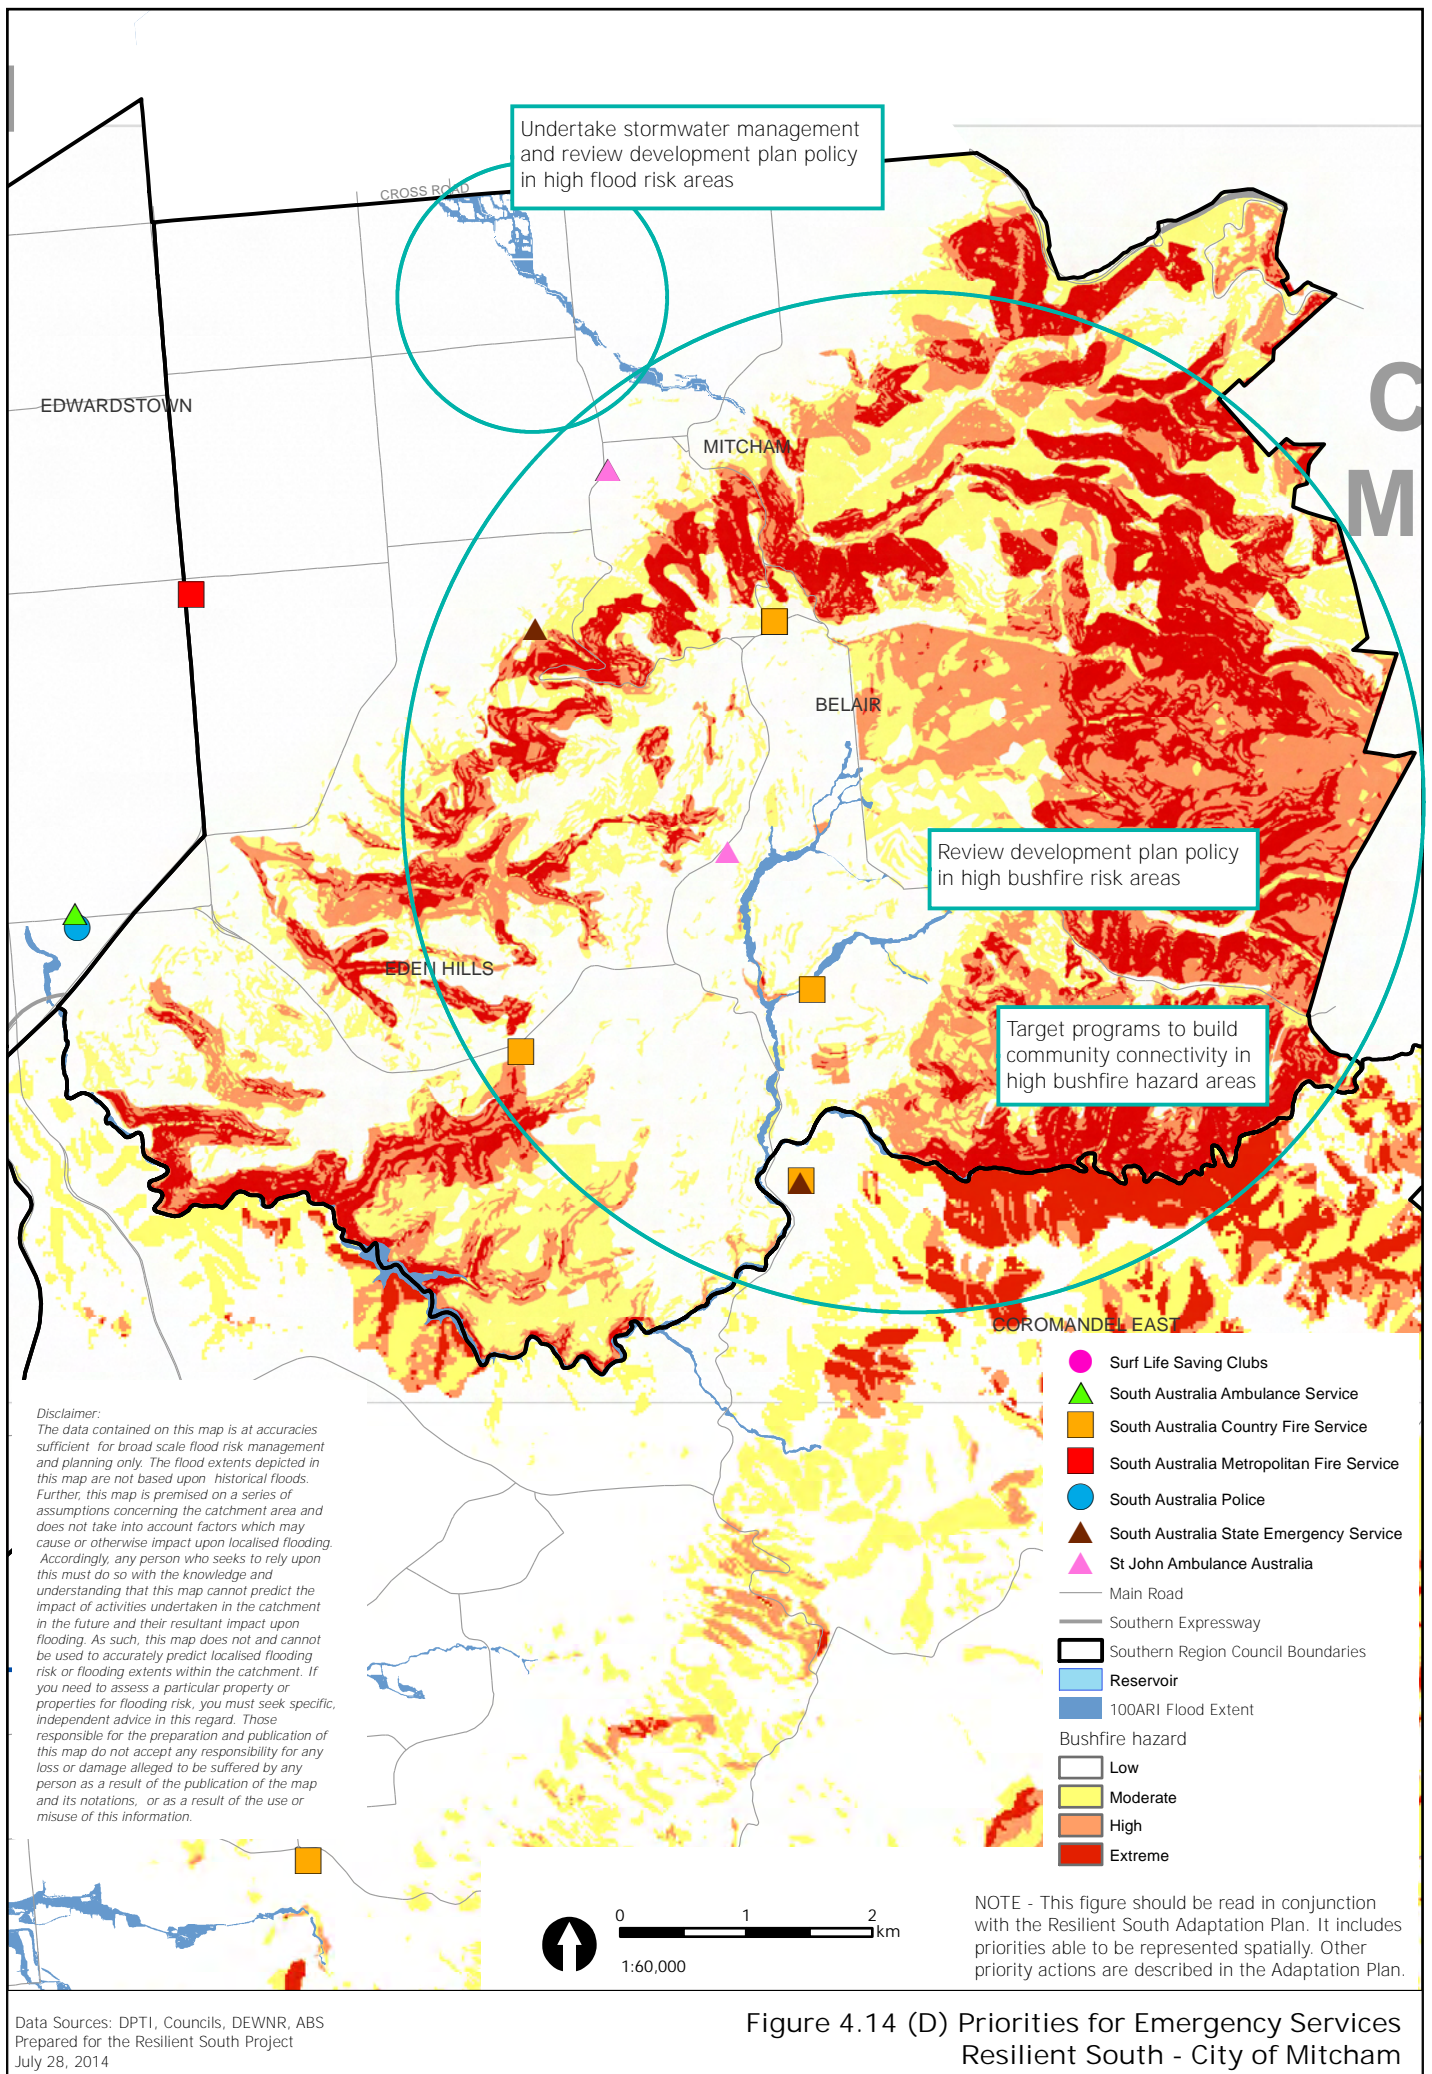 Undertake stormwater management
and review development plan policy
in high flood risk areas
CROSS ROAD
EDWARDSTOWN
MITCHAM
C
M
BELAIR
Review development plan policy
in high bushfire risk areas
EDEN HILLS
Target programs to build
community connectivity in
high bushfire hazard areas
COROMANDEL EAST
Surf Life Saving Clubs
South Australia Ambulance Service
South Australia Country Fire Service
South Australia Metropolitan Fire Service
South Australia Police
South Australia State Emergency Service
St John Ambulance Australia
Main Road
Southern Expressway
Southern Region Council Boundaries
Reservoir
100ARI Flood Extent
Bushfire hazard
Low
Moderate
High
Extreme
Disclaimer:
The data contained on this map is at accuracies
sufficient for broad scale flood risk management
and planning only. The flood extents depicted in
this map are not based upon historical floods.
Further, this map is premised on a series of
assumptions concerning the catchment area and
does not take into account factors which may
cause or otherwise impact upon localised flooding.
Accordingly, any person who seeks to rely upon
this must do so with the knowledge and
understanding that this map cannot predict the
impact of activities undertaken in the catchment
in the future and their resultant impact upon
flooding. As such, this map does not and cannot
be used to accurately predict localised flooding
risk or flooding extents within the catchment. If
you need to assess a particular property or
properties for flooding risk, you must seek specific,
independent advice in this regard. Those
responsible for the preparation and publication of
this map do not accept any responsibility for any
loss or damage alleged to be suffered by any
person as a result of the publication of the map
and its notations, or as a result of the use or
misuse of this information.
0 1 2
km
1:60,000
NOTE - This figure should be read in conjunction
with the Resilient South Adaptation Plan. It includes
priorities able to be represented spatially. Other
priority actions are described in the Adaptation Plan.
Data Sources: DPTI, Councils, DEWNR, ABS
Prepared for the Resilient South Project
July 28, 2014
Figure 4.14 (D) Priorities for Emergency Services
Resilient South - City of Mitcham